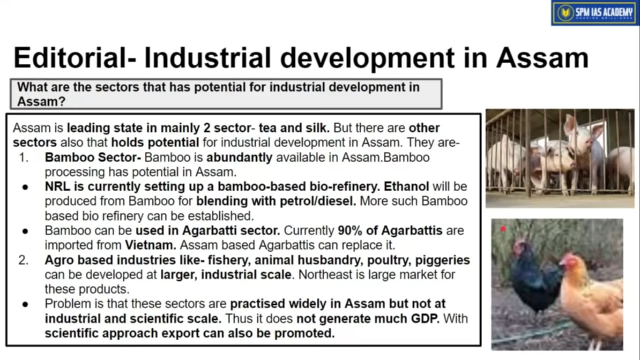 SPM IAS ACADEMY
Editorial- Industrial development in Assam
What are the sectors that has potential for industrial development in
Assam?
Assam is leading state in mainly 2 sector- tea and silk. But there are other
sectors also that holds potential for industrial development in Assam. They are-
1. Bamboo Sector- Bamboo is abundantly available in Assam.Bamboo
processing has potential in Assam.
● NRL is currently setting up a bamboo-based bio-refinery. Ethanol will be
produced from Bamboo for blending with petrol/diesel. More such Bamboo
based bio refinery can be established.
● Bamboo can be used in Agarbatti sector. Currently 90% of Agarbattis are
imported from Vietnam. Assam based Agarbattis can replace it.
2. Agro based industries like- fishery, animal husbandry, poultry, piggeries
can be developed at larger, industrial scale. Northeast is large market for
these products.
● Problem is that these sectors are practised widely in Assam but not at
industrial and scientific scale. Thus it does not generate much GDP. With
scientific approach export can also be promoted.